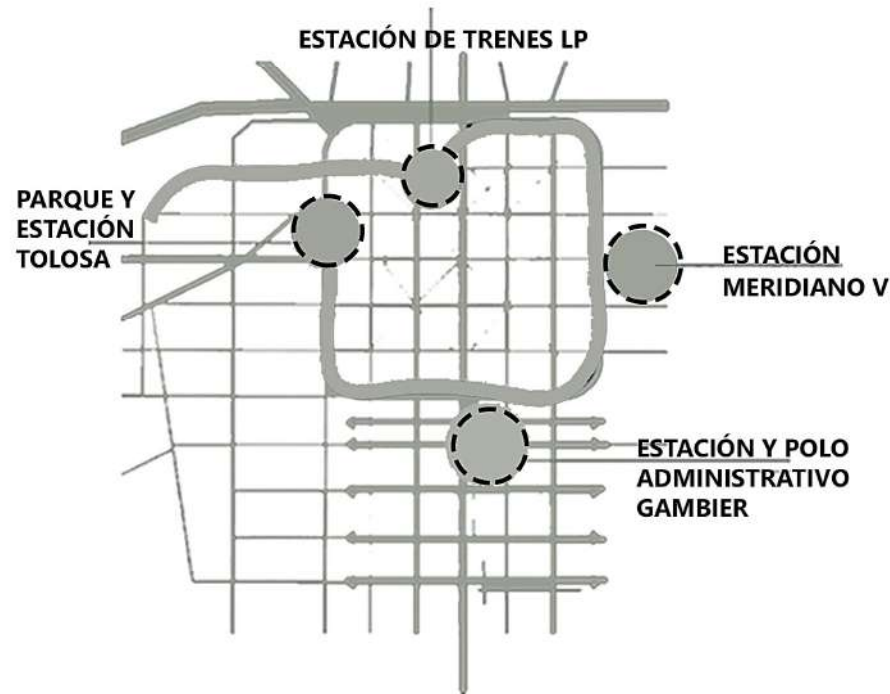 ESTACIÓN DE TRENES LP
PARQUE Y
ESTACIÓN
TOLOSA
ESTACIÓN
MERIDIANO V
ESTACIÓN Y POLO
ADMINISTRATIVO
GAMBIER